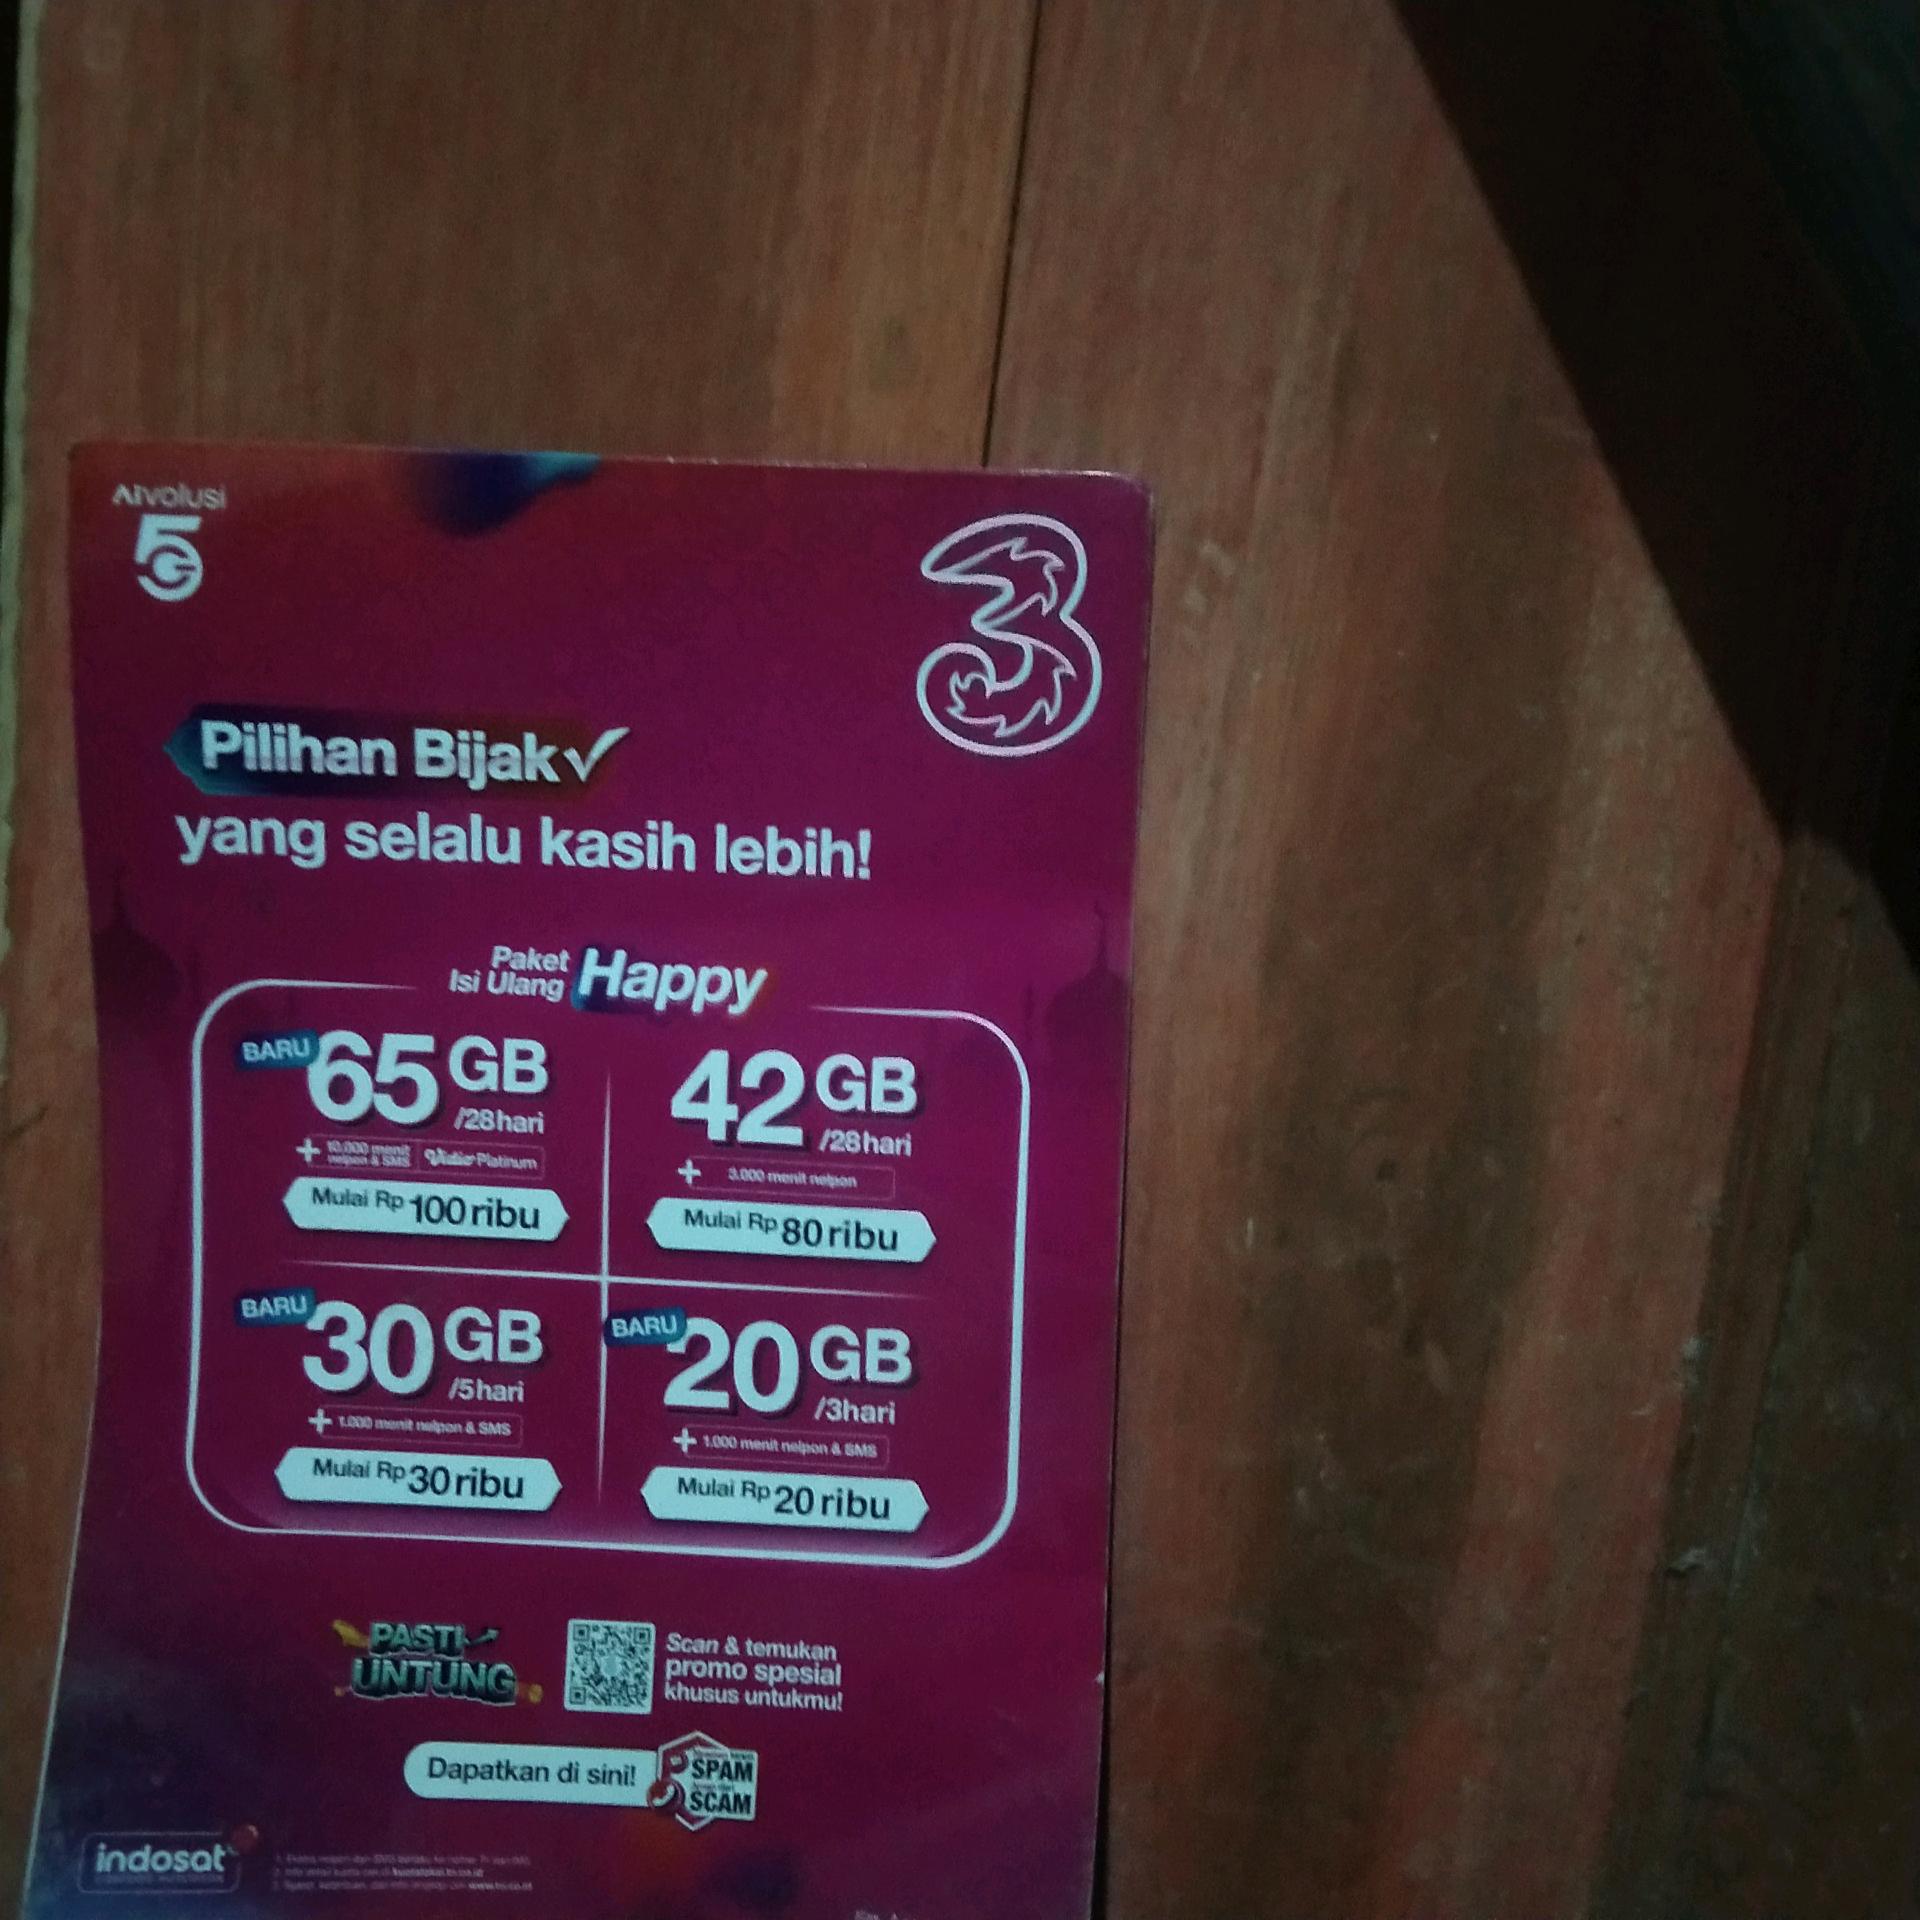 AIvolusi
5G
3
Pilihan Bijak✓
yang selalu kasih lebih!
Paket
Isi Ulang Happy
BARU 65 GB
/28hari
+ 10.000 menit
nelpon & SMS Vidio Platinum
Mulai Rp 100 ribu
42 GB
/28hari
+ 3.000 menit nelpon
Mulai Rp 80 ribu
BARU 30 GB
/5hari
+ 1.000 menit nelpon & SMS
Mulai Rp 30 ribu
BARU 20 GB
/3hari
+ 1.000 menit nelpon & SMS
Mulai Rp 20 ribu
PASTI
UNTUNG
Scan & temukan
promo spesial
khusus untukmu!
Dapatkan di sini!
SPAM
SCAM
indosat